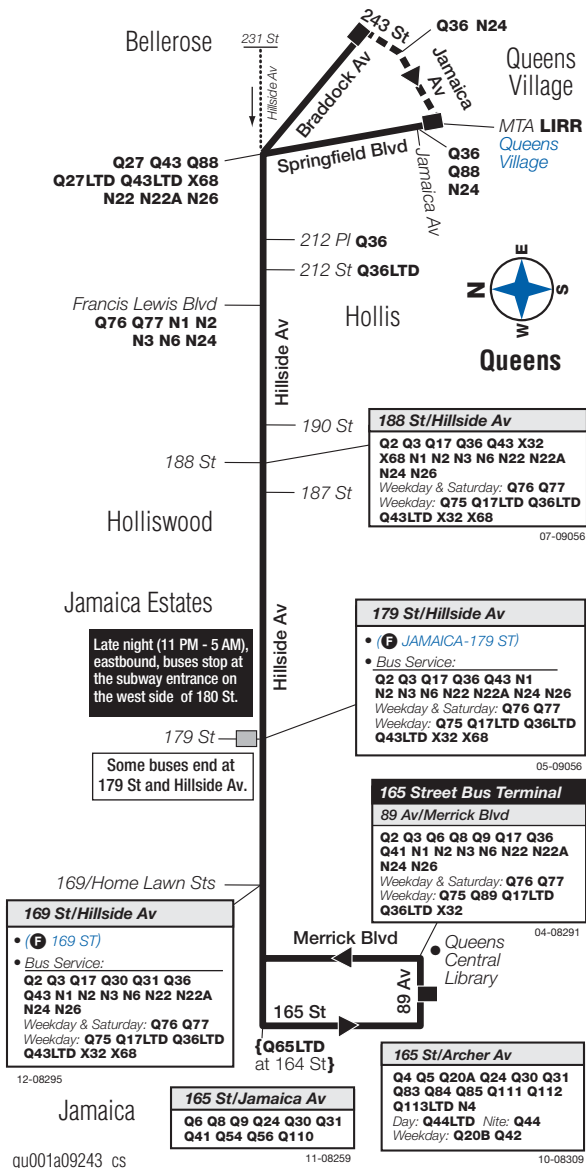 Bellerose
231 St
Hillside Av
Braddock Av
243 St
Jamaica
Av
Q36 N24
Queens
Village
MTA LIRR
Queens
Village
Springfield Blvd
Jamaica Av
Q36
Q88
N24
Q27 Q43 Q88
Q27LTD Q43LTD X68
N22 N22A N26
212 Pl Q36
212 St Q36LTD
Francis Lewis Blvd
Q76 Q77 N1 N2
N3 N6 N24
Hollis
N
E
S
W
Queens
Hillside Av
190 St
188 St
187 St
188 St/Hillside Av
Q2 Q3 Q17 Q36 Q43 X32
X68 N1 N2 N3 N6 N22 N22A
N24 N26
Weekday & Saturday: Q76 Q77
Weekday: Q75 Q17LTD Q36LTD
Q43LTD X32 X68
07-09056
Holliswood
Jamaica Estates
Hillside Av
Late night (11 PM - 5 AM),
eastbound, buses stop at
the subway entrance on
the west side of 180 St.
179 St
Some buses end at
179 St and Hillside Av.
179 St/Hillside Av
• (F JAMAICA-179 ST)
• Bus Service:
Q2 Q3 Q17 Q36 Q43 N1
N2 N3 N6 N22 N22A N24 N26
Weekday & Saturday: Q76 Q77
Weekday: Q75 Q17LTD Q36LTD
Q43LTD X32 X68
05-09056
165 Street Bus Terminal
89 Av/Merrick Blvd
Q2 Q3 Q6 Q8 Q9 Q17 Q36
Q41 N1 N2 N3 N6 N22 N22A
N24 N26
Weekday & Saturday: Q76 Q77
Weekday: Q75 Q89 Q17LTD
Q36LTD X32
04-08291
169/Home Lawn Sts
169 St/Hillside Av
• (F 169 ST)
• Bus Service:
Q2 Q3 Q17 Q30 Q31 Q36
Q43 N1 N2 N3 N6 N22 N22A
N24 N26
Weekday & Saturday: Q76 Q77
Weekday: Q75 Q17LTD Q36LTD
Q43LTD X32 X68
12-08295
Merrick Blvd
Queens
Central
Library
89 Av
165 St
{Q65LTD
at 164 St}
Jamaica
165 St/Jamaica Av
Q6 Q8 Q9 Q24 Q30 Q31
Q41 Q54 Q56 Q110
11-08259
165 St/Archer Av
Q4 Q5 Q20A Q24 Q30 Q31
Q83 Q84 Q85 Q111 Q112
Q113LTD N4
Day: Q44LTD Nite: Q44
Weekday: Q20B Q42
10-08309
qu001a09243 cs